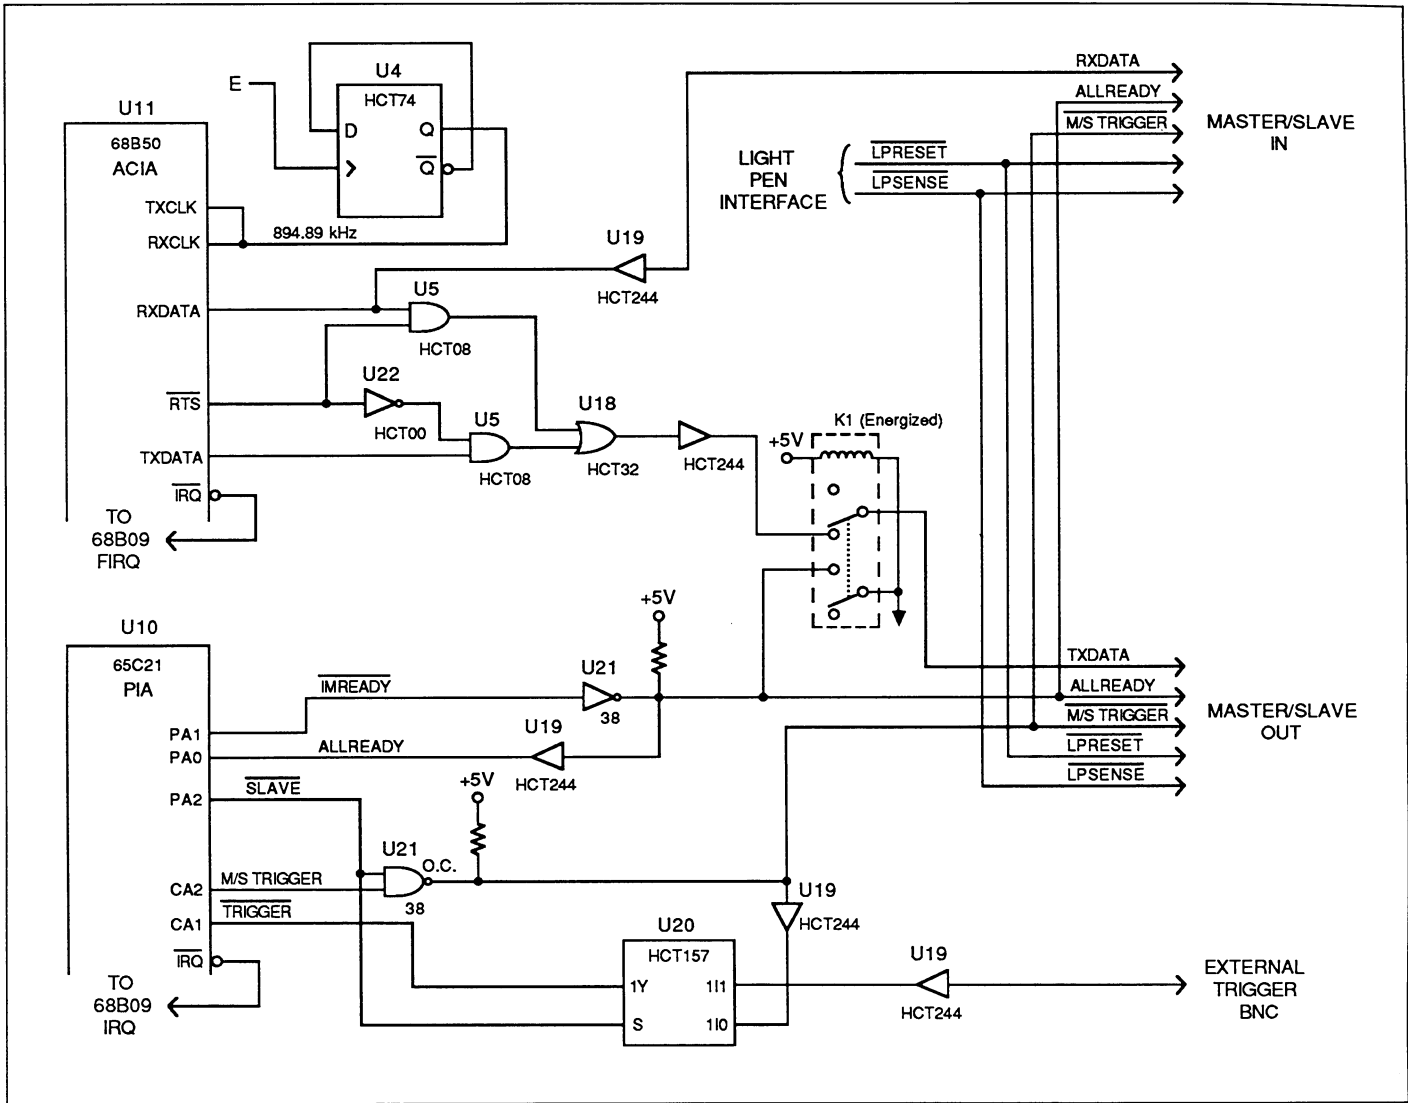 U4
HCT74
E
D
Q
Q
U11
68B50
ACIA
TXCLK
RXCLK
894.89 kHz
RXDATA
RTS
TXDATA
IRQ
TO
68B09
FIRQ
U5
HCT08
U22
HCT00
U5
HCT08
U18
HCT32
HCT244
U19
HCT244
LIGHT
PEN
INTERFACE
LPRESET
LPSENSE
RXDATA
ALLREADY
M/S TRIGGER
MASTER/SLAVE
IN
K1 (Energized)
+5V
U10
65C21
PIA
PA1
PA0
PA2
CA2
CA1
IRQ
TO
68B09
IRQ
IMREADY
ALLREADY
SLAVE
M/S TRIGGER
TRIGGER
U21
38
+5V
U19
HCT244
+5V
U21
O.C.
38
U19
HCT244
U20
HCT157
1Y
S
1I1
1I0
U19
HCT244
TXDATA
ALLREADY
M/S TRIGGER
LPRESET
LPSENSE
MASTER/SLAVE
OUT
EXTERNAL
TRIGGER
BNC